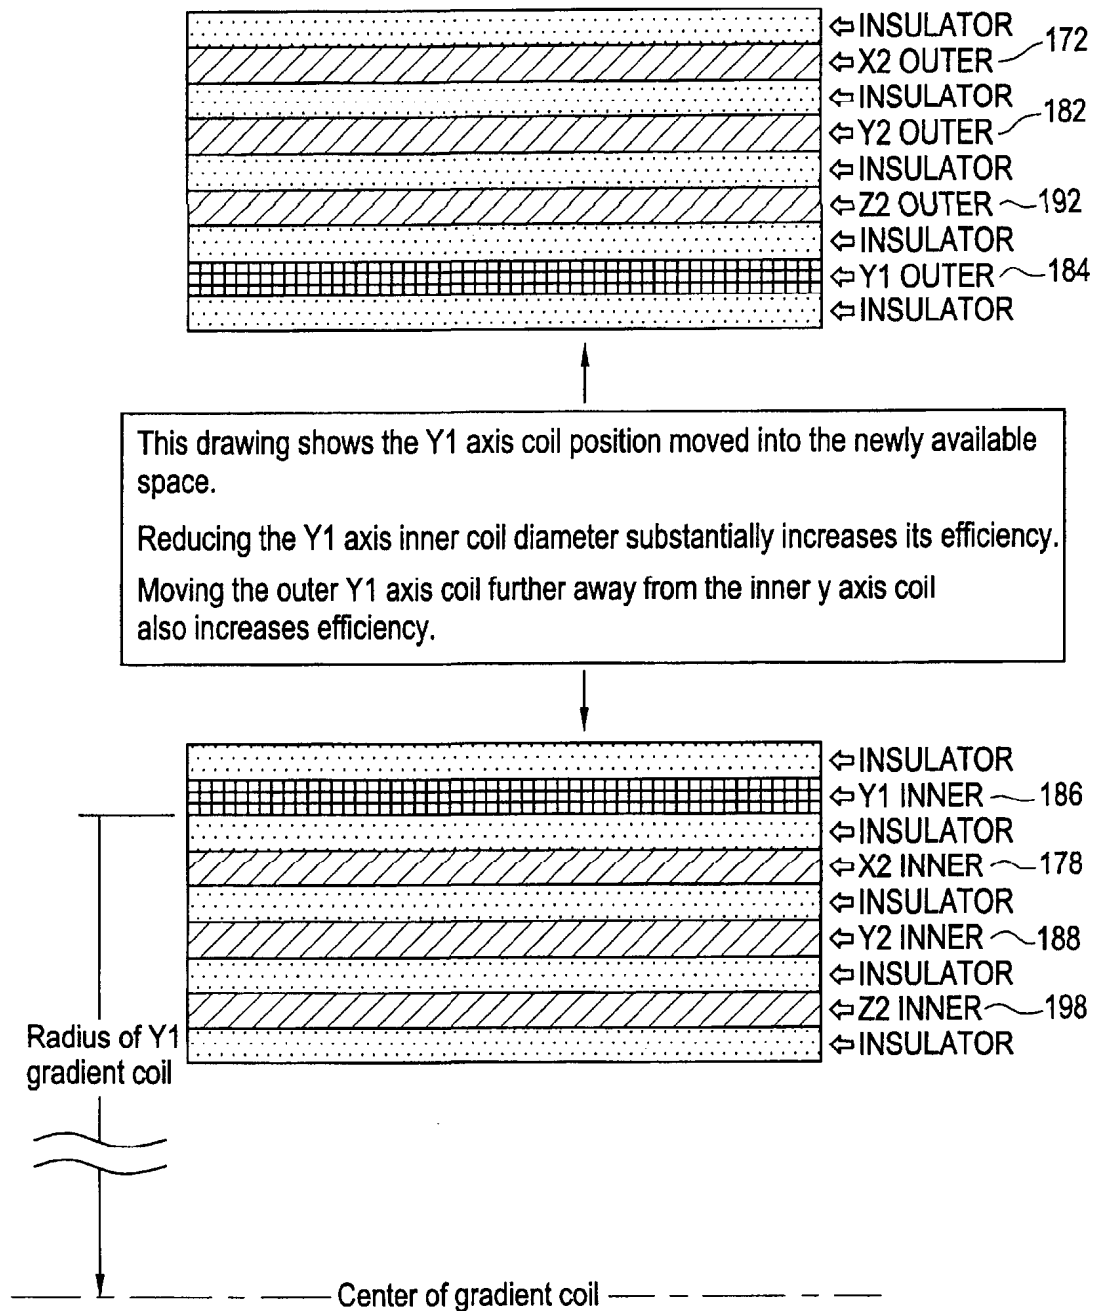 INSULATOR
X2 OUTER 172
INSULATOR
Y2 OUTER 182
INSULATOR
Z2 OUTER 192
INSULATOR
Y1 OUTER 184
INSULATOR
This drawing shows the Y1 axis coil position moved into the newly available
space.
Reducing the Y1 axis inner coil diameter substantially increases its efficiency.
Moving the outer Y1 axis coil further away from the inner y axis coil
also increases efficiency.
INSULATOR
Y1 INNER 186
INSULATOR
X2 INNER 178
INSULATOR
Y2 INNER 188
INSULATOR
Z2 INNER 198
INSULATOR
Radius of Y1
gradient coil
Center of gradient coil